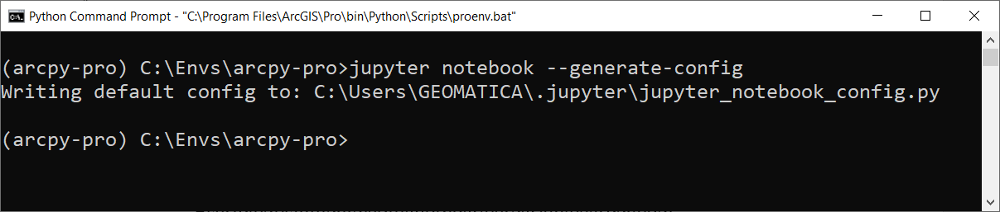 Python Command Prompt - "C:\Program Files\ArcGIS\Pro\bin\Python\Scripts\proenv.bat"
(arcpy-pro) C:\Envs\arcpy-pro>jupyter notebook --generate-config
Writing default config to: C:\Users\GEOMATICA\.jupyter\jupyter_notebook_config.py
(arcpy-pro) C:\Envs\arcpy-pro>